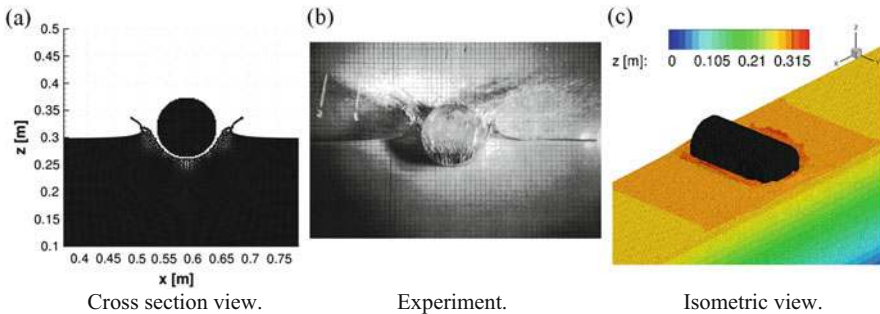 (a)
0.5
0.45
0.4
0.35
0.3
0.25
0.2
0.15
0.1
z [m]
0.4 0.45 0.5 0.55 0.6 0.65 0.7 0.75
x [m]
Cross section view.
(b)
Experiment.
(c)
z [m]: 0 0.105 0.21 0.315
z
x
Isometric view.